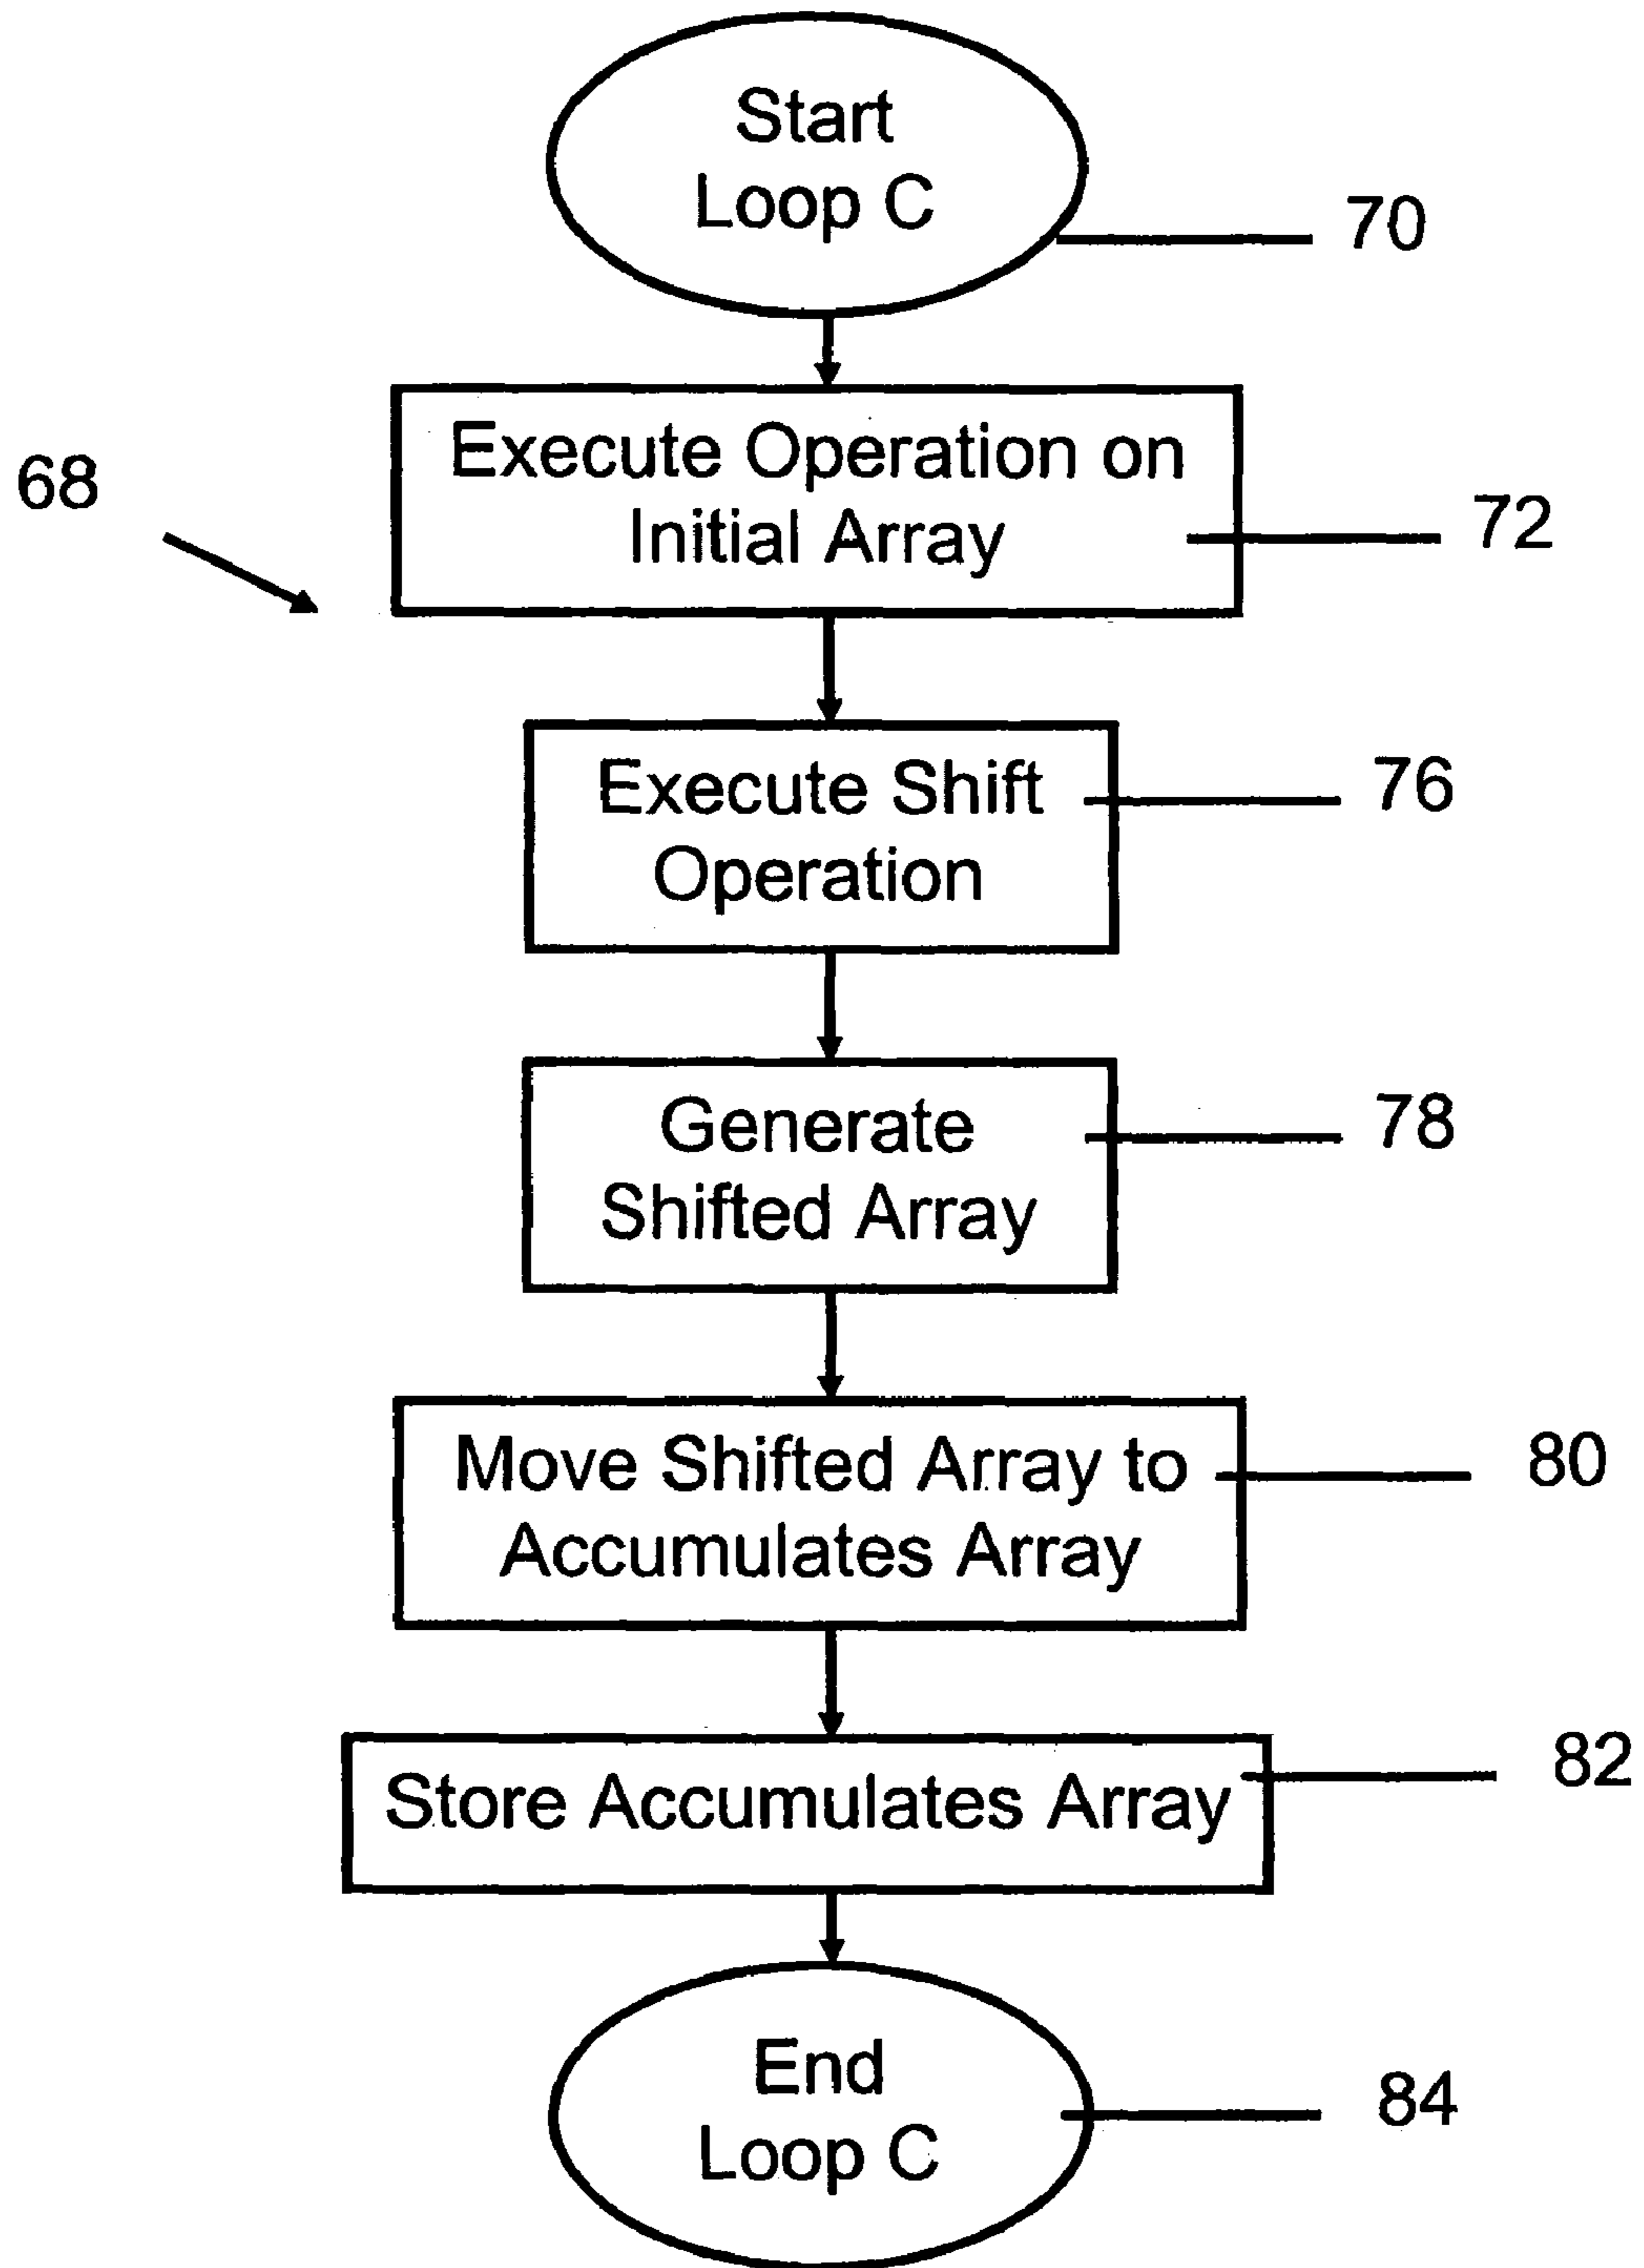 Start
Loop C
70
68
Execute Operation on
Initial Array
72
Execute Shift
Operation
76
Generate
Shifted Array
78
Move Shifted Array to
Accumulates Array
80
Store Accumulates Array
82
End
Loop C
84